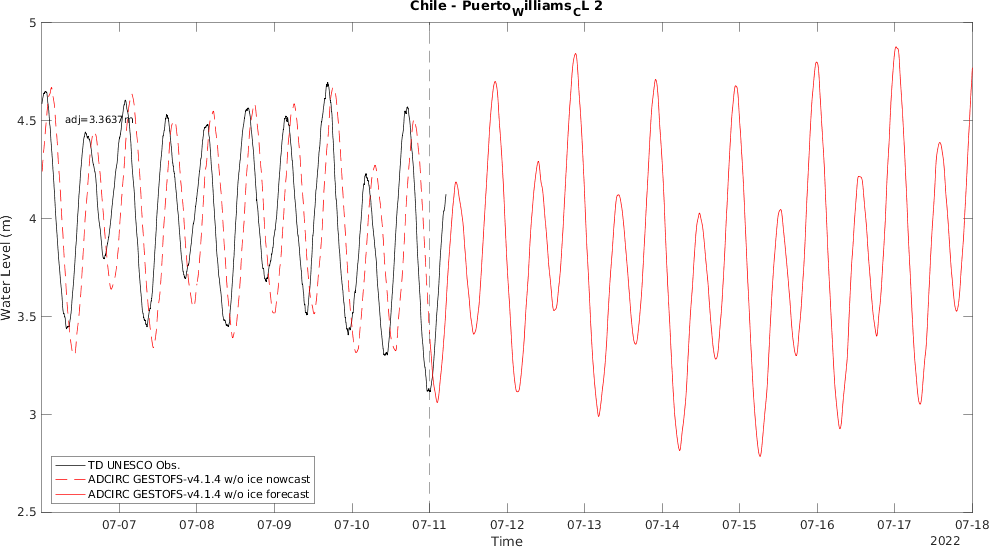 Chile - Puerto_Williams_CL 2
5
4.5
4
3.5
3
2.5
Water Level (m)
adj=3.3637m
TD UNESCO Obs.
ADCIRC GESTOFS-v4.1.4 w/o ice nowcast
ADCIRC GESTOFS-v4.1.4 w/o ice forecast
07-07 07-08 07-09 07-10 07-11 07-12 07-13 07-14 07-15 07-16 07-17 07-18
Time
2022